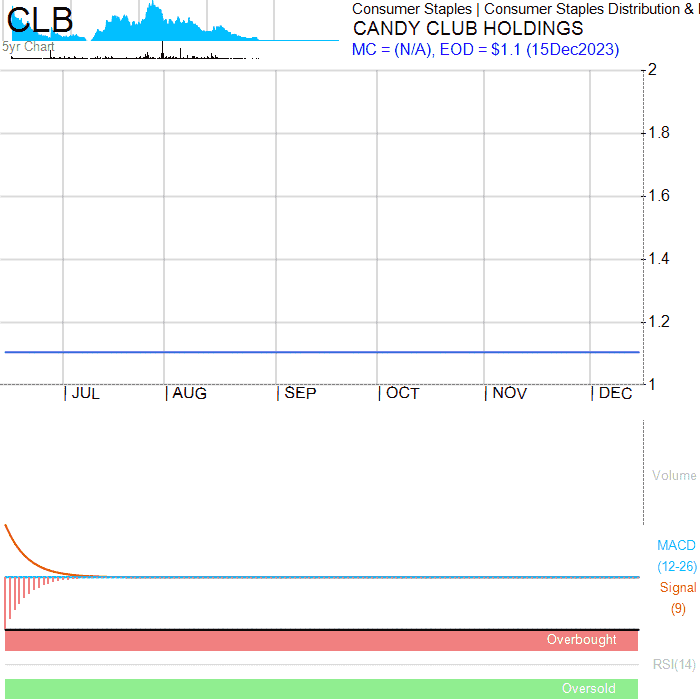 CLB
5yr Chart
Consumer Staples | Consumer Staples Distribution &
CANDY CLUB HOLDINGS
MC = (N/A), EOD = $1.1 (15Dec2023)
2
1.8
1.6
1.4
1.2
1
JUL AUG SEP OCT NOV DEC
Volume
MACD
(12-26)
Signal
(9)
Overbought
RSI(14)
Oversold